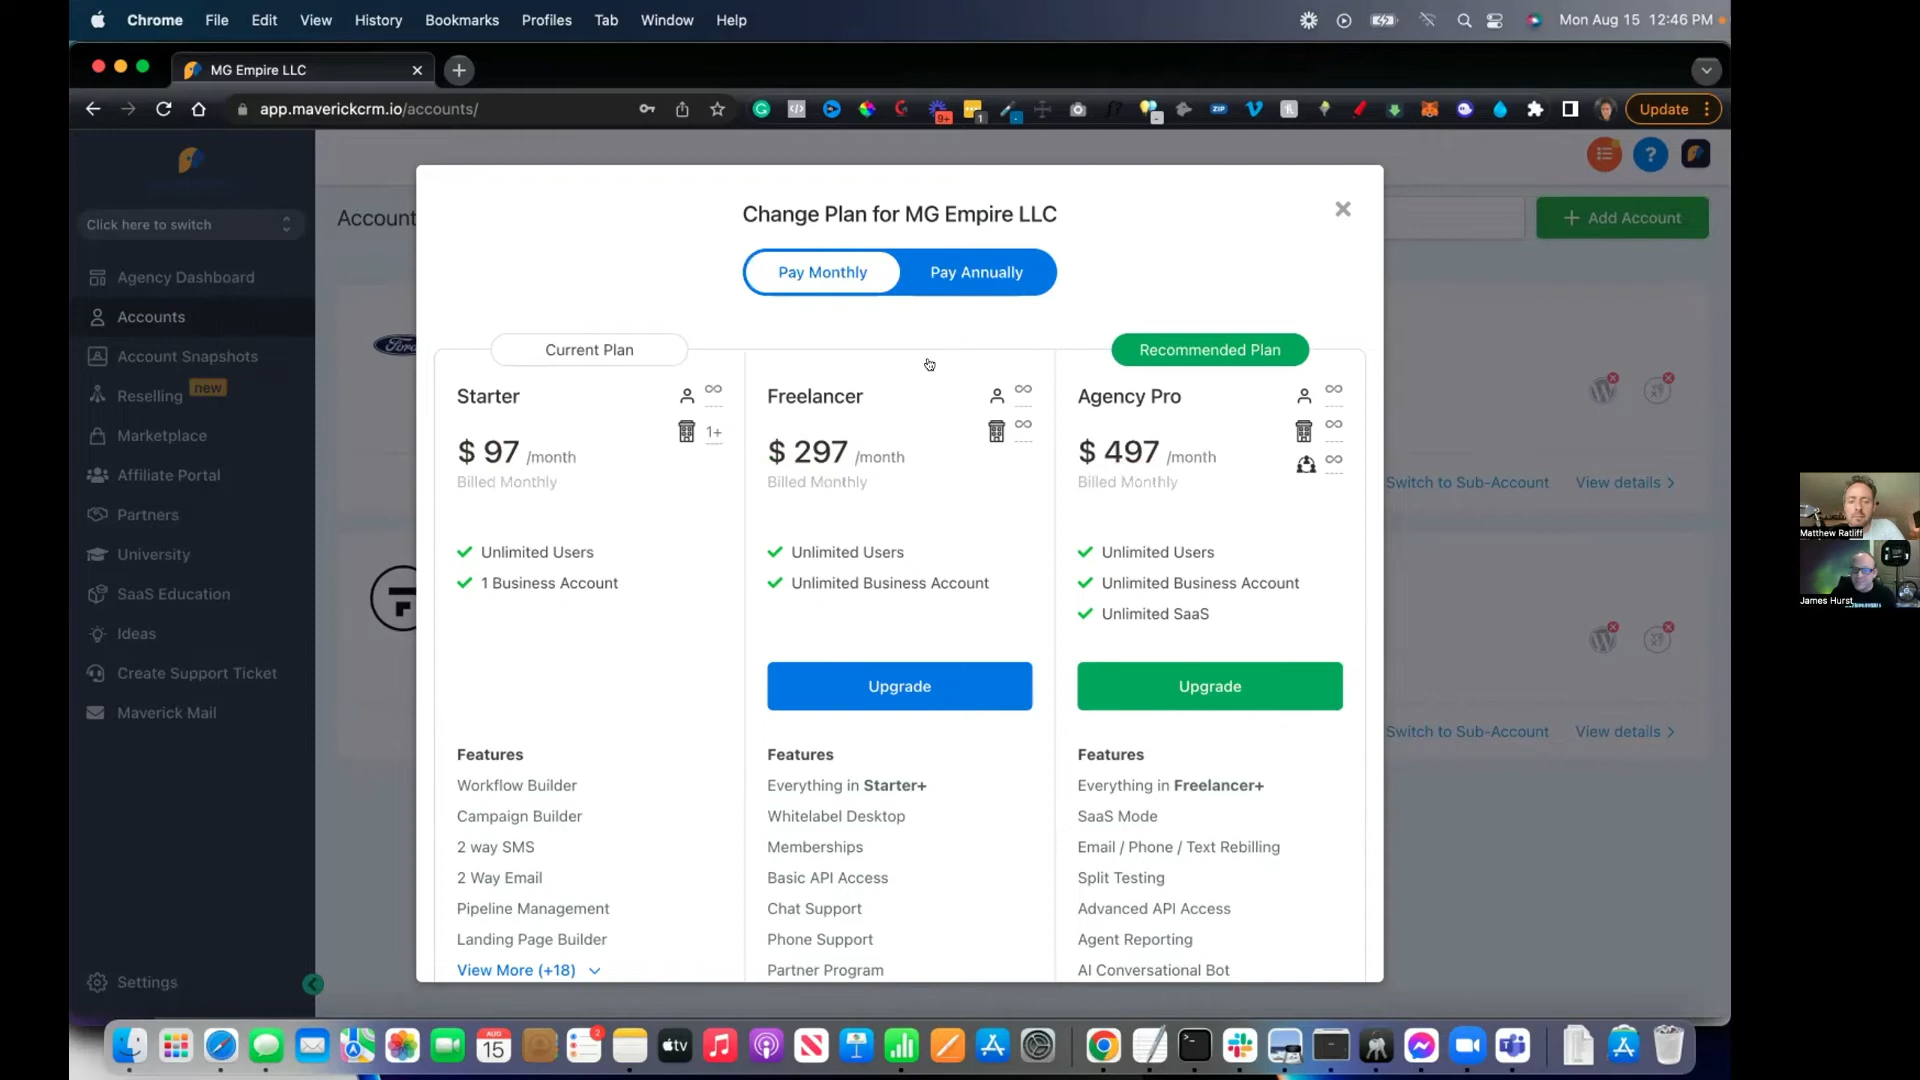 Chrome File Edit View History Bookmarks Profiles Tab Window Help Mon Aug 15 12:46 PM
MG Empire LLC
app.maverickcrm.io/accounts/
9+
1
ZIP
Update
Click here to switch
Agency Dashboard
Accounts
Account Snapshots
Reselling new
Marketplace
Affiliate Portal
Partners
University
SaaS Education
Ideas
Create Support Ticket
Maverick Mail
Settings
Account
Add Account
Ford
Switch to Sub-Account View details
Switch to Sub-Account View details
Change Plan for MG Empire LLC
Pay Monthly Pay Annually
Current Plan
Starter
1+
$ 97 /month
Billed Monthly
Unlimited Users
1 Business Account
Features
Workflow Builder
Campaign Builder
2 way SMS
2 Way Email
Pipeline Management
Landing Page Builder
View More (+18)
Freelancer
$ 297 /month
Billed Monthly
Unlimited Users
Unlimited Business Account
Upgrade
Features
Everything in Starter+
Whitelabel Desktop
Memberships
Basic API Access
Chat Support
Phone Support
Partner Program
Recommended Plan
Agency Pro
$ 497 /month
Billed Monthly
Unlimited Users
Unlimited Business Account
Unlimited SaaS
Upgrade
Features
Everything in Freelancer+
SaaS Mode
Email / Phone / Text Rebilling
Split Testing
Advanced API Access
Agent Reporting
AI Conversational Bot
Matthew Ratliff
James Hurst
AUG
15
2
tv